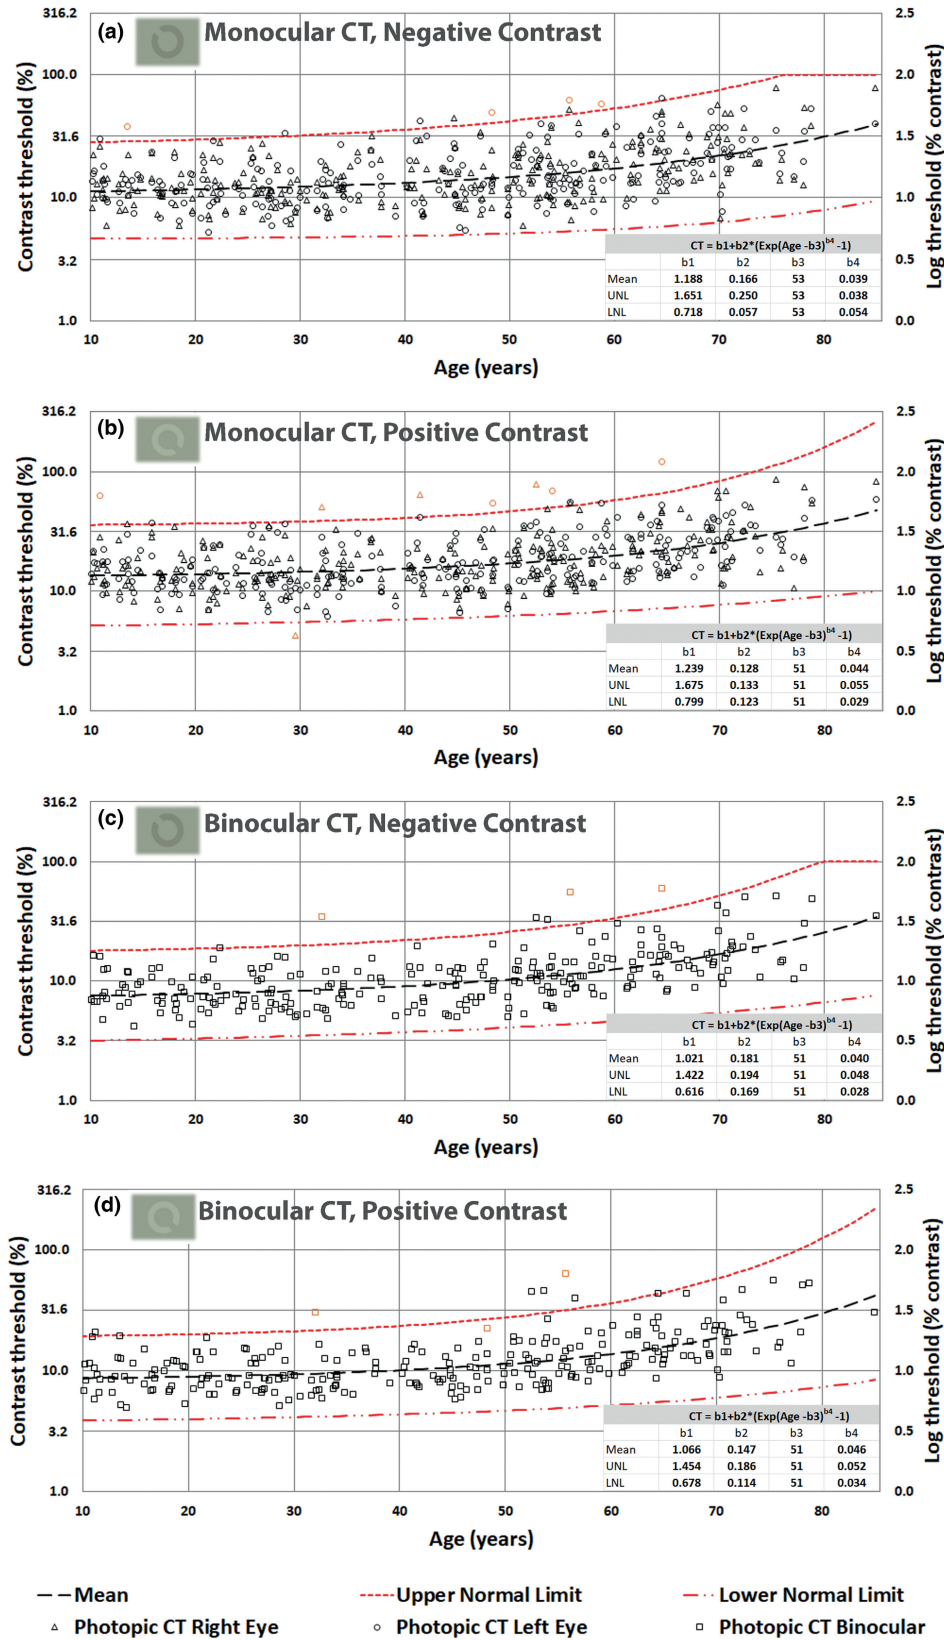 (a) Monocular CT, Negative Contrast
Contrast threshold (%)
316.2
100.0
31.6
10.0
3.2
1.0
2.5
2.0
1.5
1.0
0.5
0.0
Log threshold (% contrast)
CT = b1+b2*(Exp(Age -b3)^b4 -1)
b1 b2 b3 b4
Mean 1.188 0.166 53 0.039
UNL 1.651 0.250 53 0.038
LNL 0.718 0.057 53 0.054
10 20 30 40 50 60 70 80
Age (years)
(b) Monocular CT, Positive Contrast
Contrast threshold (%)
316.2
100.0
31.6
10.0
3.2
1.0
2.5
2.0
1.5
1.0
0.5
0.0
Log threshold (% contrast)
CT = b1+b2*(Exp(Age -b3)^b4 -1)
b1 b2 b3 b4
Mean 1.239 0.128 51 0.044
UNL 1.675 0.133 51 0.055
LNL 0.799 0.123 51 0.029
10 20 30 40 50 60 70 80
Age (years)
(c) Binocular CT, Negative Contrast
Contrast threshold (%)
316.2
100.0
31.6
10.0
3.2
1.0
2.5
2.0
1.5
1.0
0.5
0.0
Log threshold (% contrast)
CT = b1+b2*(Exp(Age -b3)^b4 -1)
b1 b2 b3 b4
Mean 1.021 0.181 51 0.040
UNL 1.422 0.194 51 0.048
LNL 0.616 0.169 51 0.028
10 20 30 40 50 60 70 80
Age (years)
(d) Binocular CT, Positive Contrast
Contrast threshold (%)
316.2
100.0
31.6
10.0
3.2
1.0
2.5
2.0
1.5
1.0
0.5
0.0
Log threshold (% contrast)
CT = b1+b2*(Exp(Age -b3)^b4 -1)
b1 b2 b3 b4
Mean 1.066 0.147 51 0.046
UNL 1.454 0.186 51 0.052
LNL 0.678 0.114 51 0.034
10 20 30 40 50 60 70 80
Age (years)
Mean Upper Normal Limit Lower Normal Limit
Photopic CT Right Eye Photopic CT Left Eye Photopic CT Binocular